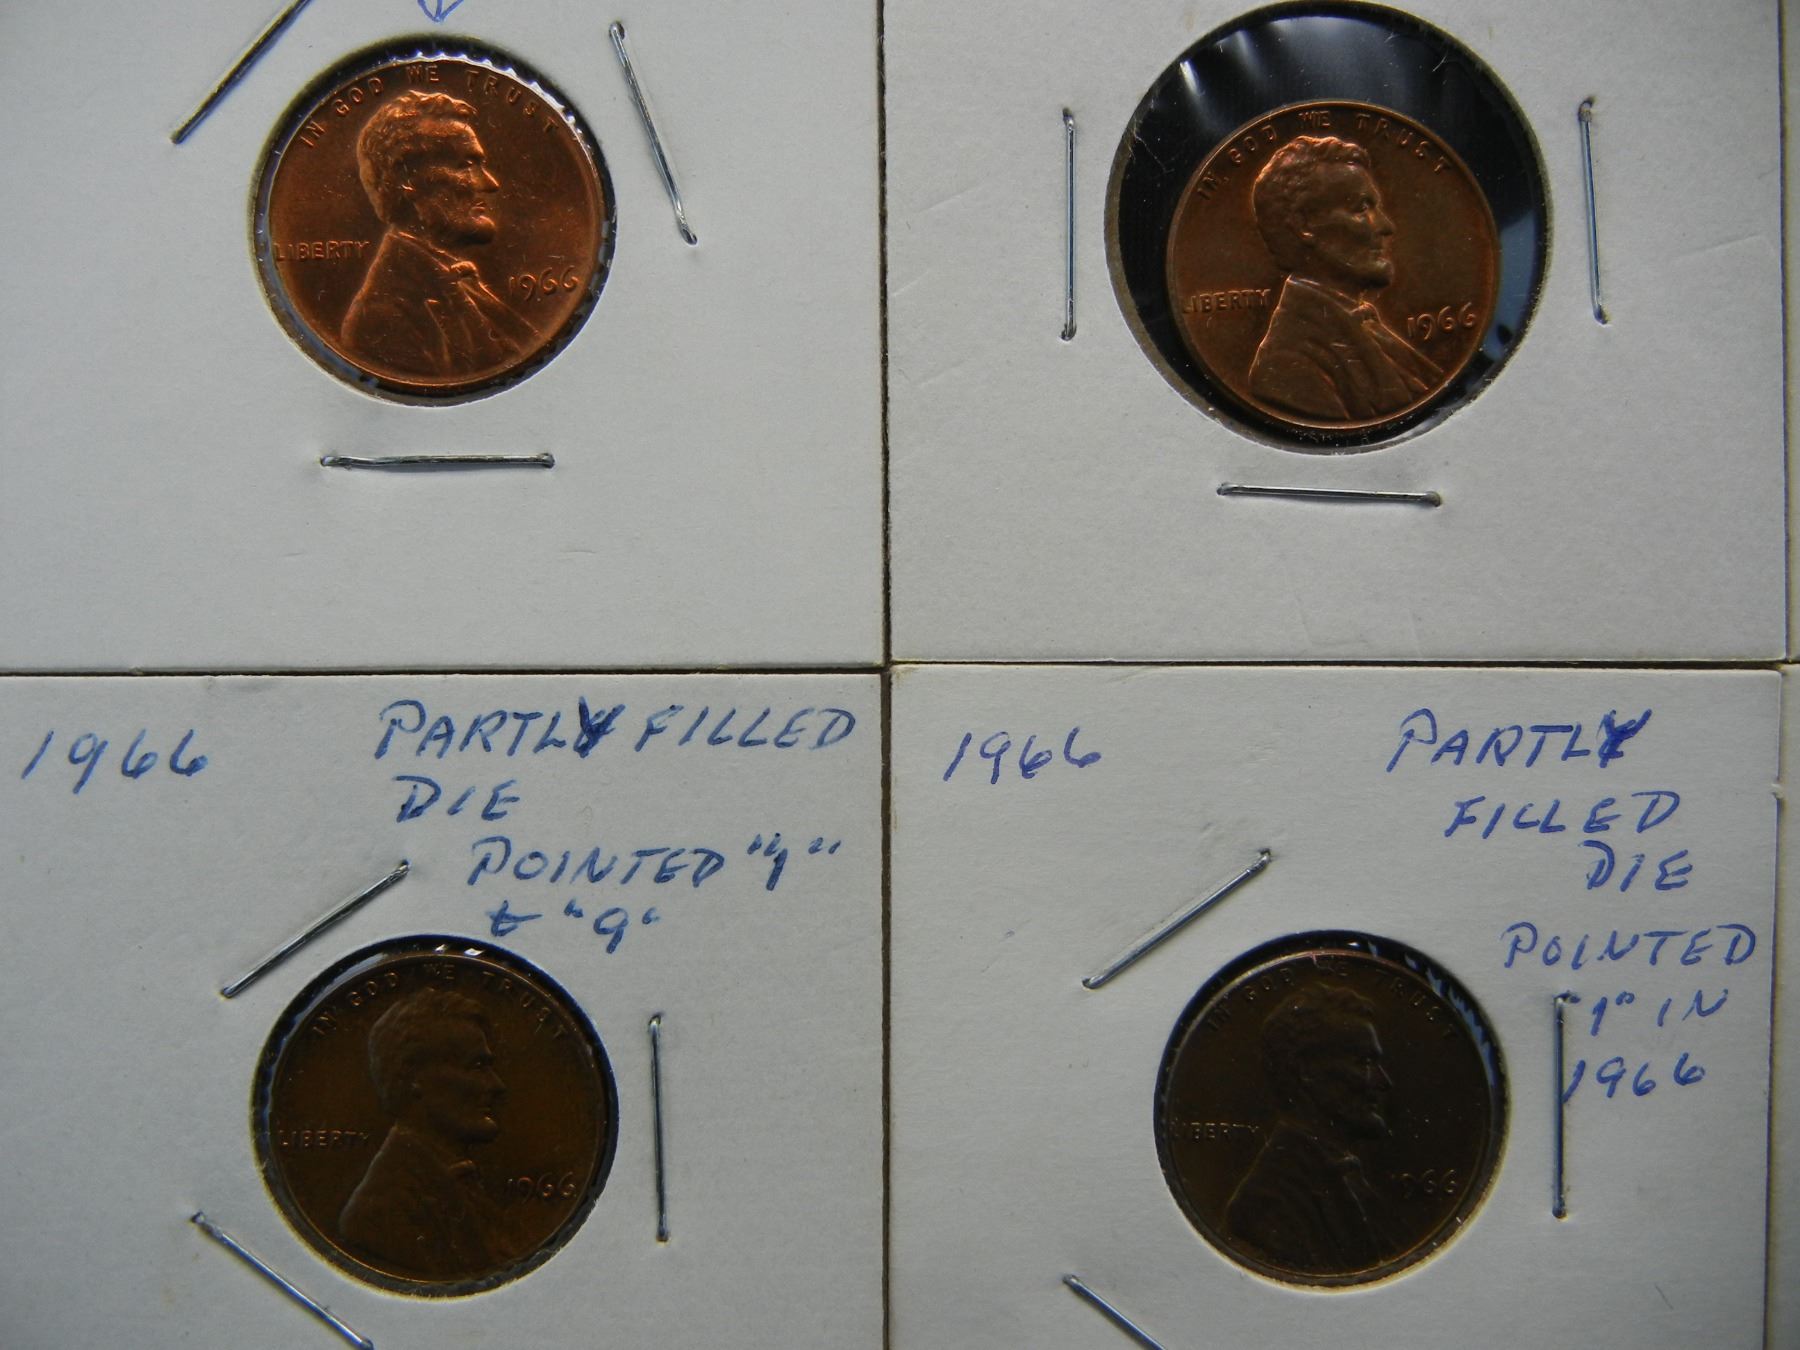 IN GOD WE TRUST
LIBERTY
1966
IN GOD WE TRUST
LIBERTY
1966
1966 PARTLY FILLED
DIE
POINTED "1"
& "9"
IN GOD WE TRUST
LIBERTY
1966
1966 PARTLY
FILLED
DIE
POINTED
"1" IN
1966
IN GOD WE TRUST
LIBERTY
1966